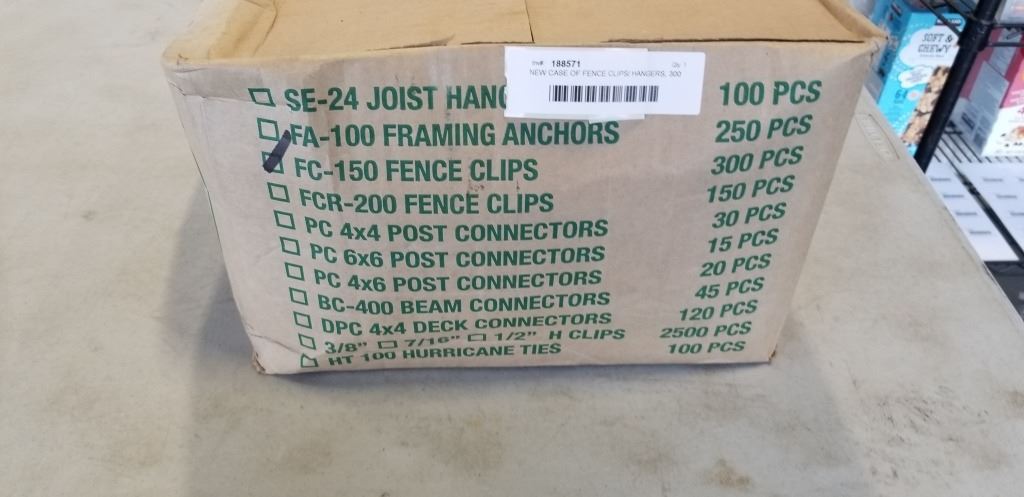 Inv#: 188571 Qty: 1
NEW CASE OF FENCE CLIPS/ HANGERS, 300
SE-24 JOIST HANG 100 PCS
FA-100 FRAMING ANCHORS 250 PCS
FC-150 FENCE CLIPS 300 PCS
FCR-200 FENCE CLIPS 150 PCS
PC 4x4 POST CONNECTORS 30 PCS
PC 6x6 POST CONNECTORS 15 PCS
PC 4x6 POST CONNECTORS 20 PCS
BC-400 BEAM CONNECTORS 45 PCS
DPC 4x4 DECK CONNECTORS 120 PCS
3/8" 7/16" 1/2" H CLIPS 2500 PCS
HT 100 HURRICANE TIES 100 PCS
SOFT &
CHEWY